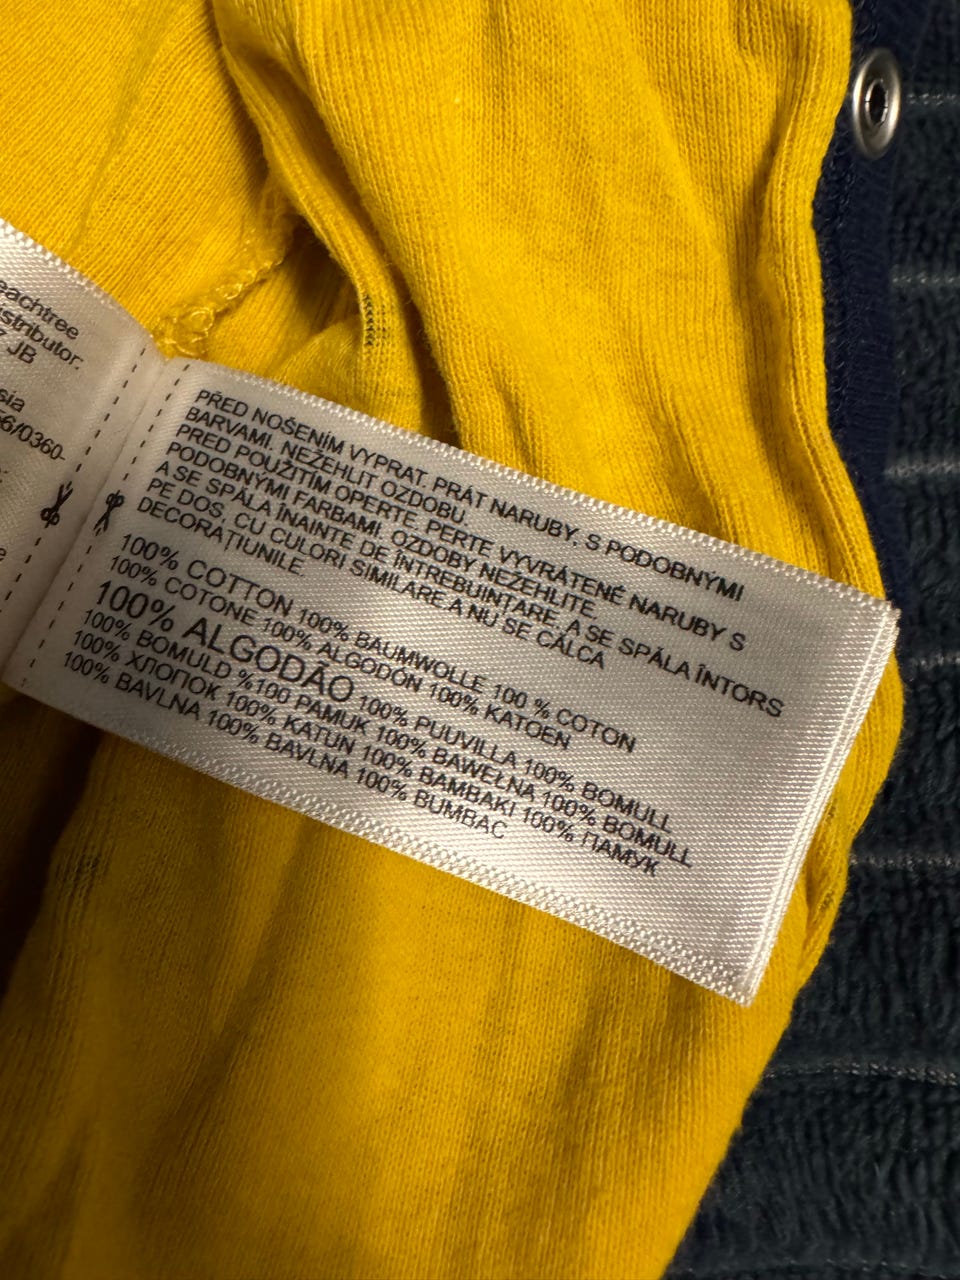 eachtree
istributor:
7 JB
sia
6/0360-
PŘED NOŠENÍM VYPRAT. PRÁT NARUBY, S PODOBNÝMI
BARVAMI. NEŽEHLIT OZDOBU.
PRED POUŽITÍM OPERTE. PERTE VYVRÁTENÉ NARUBY S
PODOBNÝMI FARBAMI. OZDOBY NEŽEHLITE.
A SE SPĂLA ÎNAINTE DE ÎNTREBUINŢARE. A SE SPĂLA ÎNTORS
PE DOS, CU CULORI SIMILARE A NU SE CĂLCA
DECORAŢIUNILE.
100% COTTON 100% BAUMWOLLE 100 % COTON
100% COTONE 100% ALGODÓN 100% KATOEN
100% ALGODÃO 100% PUUVILLA 100% BOMULL
100% BOMULD %100 PAMUK 100% BAWEŁNA 100% BOMULL
100% ХЛОПОК 100% KATUN 100% BAMBAKI 100% ПАМУК
100% BAVLNA 100% BAVLNA 100% BUMBAC